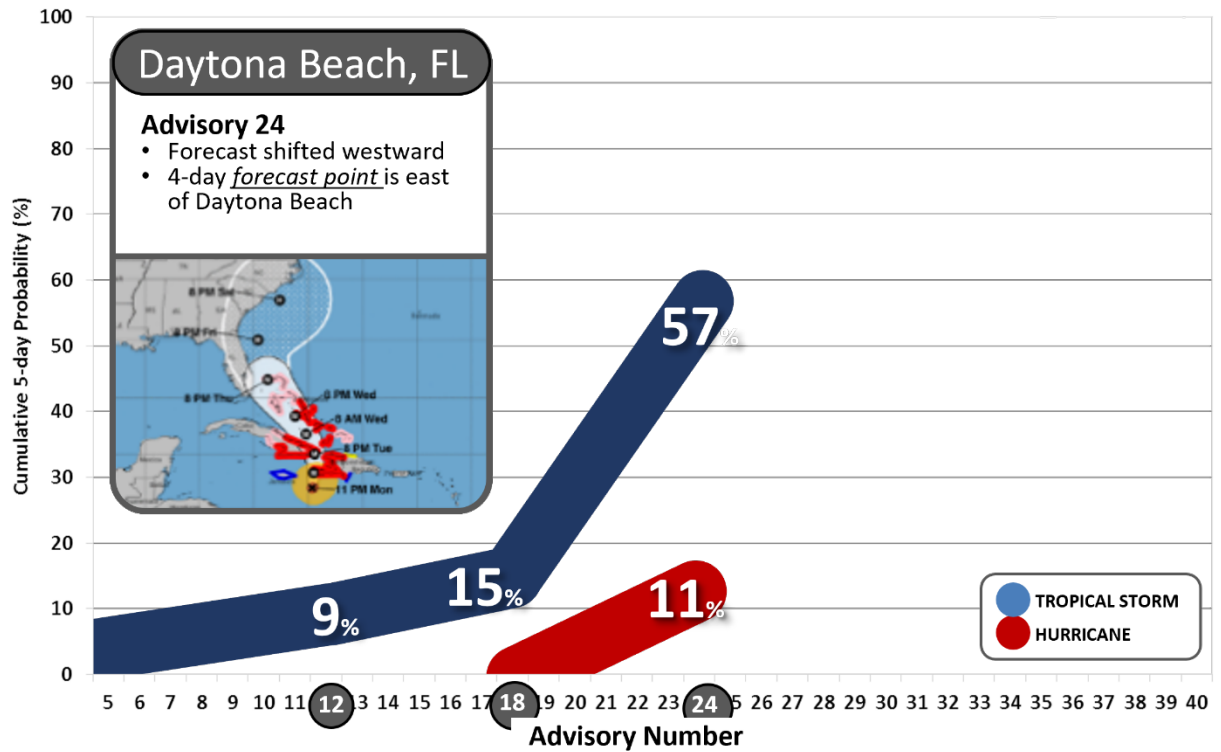 100
90
80
70
60
50
40
30
20
10
0
Cumulative 5-day Probability (%)
Daytona Beach, FL
Advisory 24
• Forecast shifted westward
• 4-day forecast point is east
of Daytona Beach
8 PM Sat
8 PM Fri
8 PM Thu
8 PM Wed
8 AM Wed
8 PM Tue
11 PM Mon
57%
15%
9%
11%
TROPICAL STORM
HURRICANE
5 6 7 8 9 10 11 12 13 14 15 16 17 18 19 20 21 22 23 24 25 26 27 28 29 30 31 32 33 34 35 36 37 38 39 40
Advisory Number